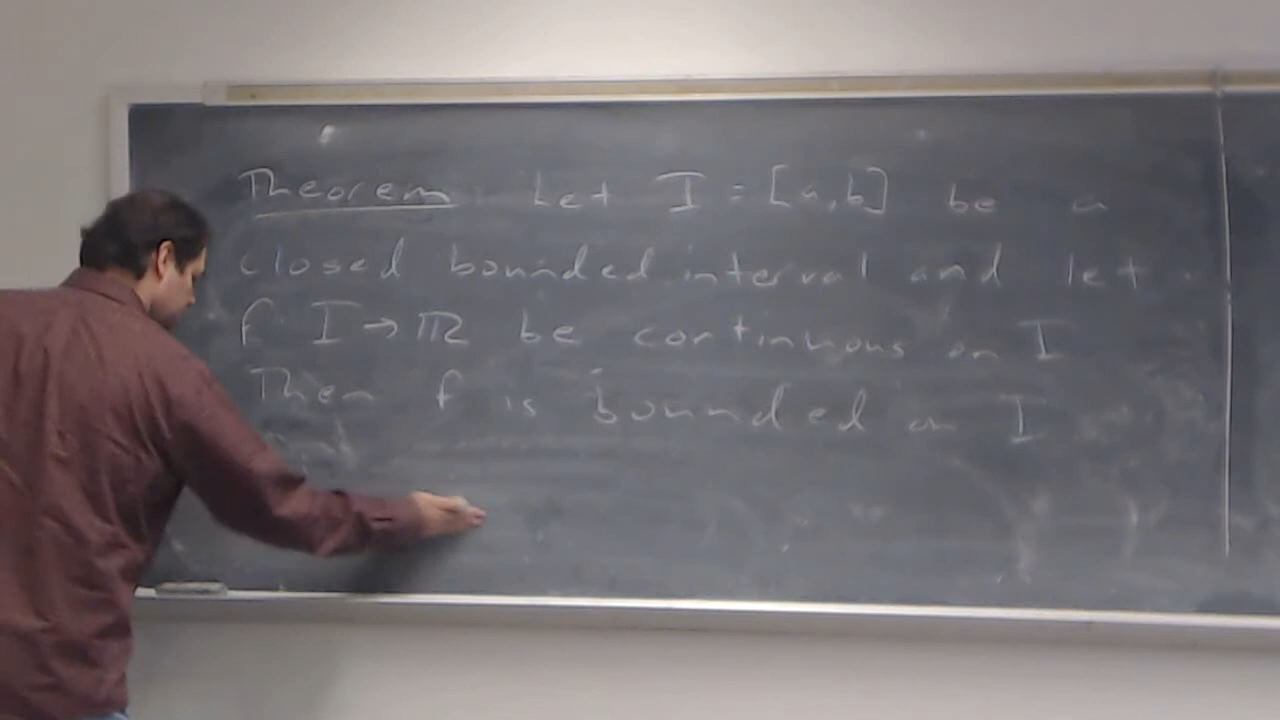 Theorem Let I = [a,b] be a
closed bounded interval and let
f I → ℝ be continuous on I
Then f is bounded on I